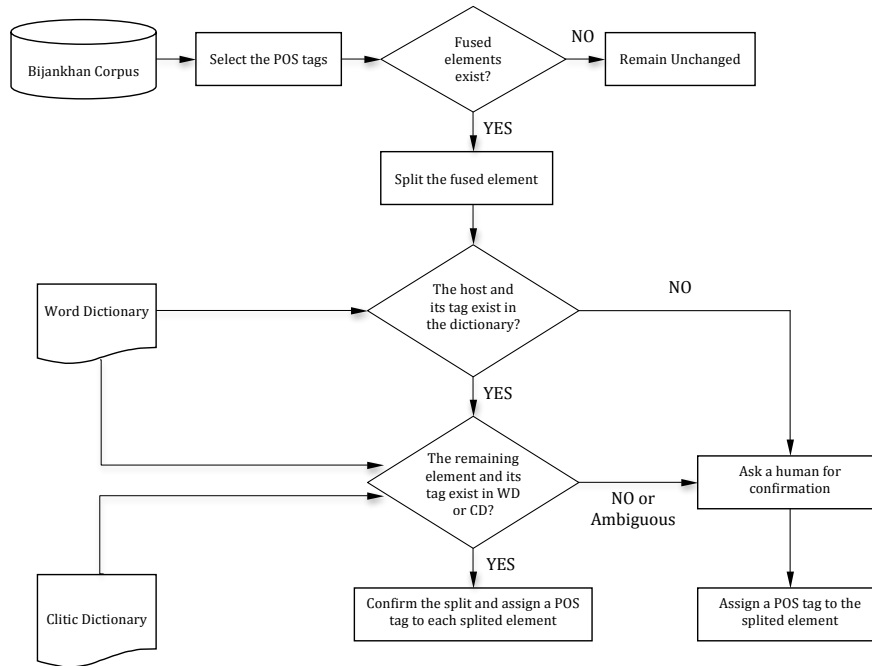 Bijankhan Corpus
Select the POS tags
Fused
elements
exist?
NO
Remain Unchanged
YES
Split the fused element
Word Dictionary
The host and
its tag exist in
the dictionary?
NO
YES
The remaining
element and its
tag exist in WD
or CD?
NO or
Ambiguous
Ask a human for
confirmation
YES
Clitic Dictionary
Confirm the split and assign a POS
tag to each splited element
Assign a POS tag to the
splited element